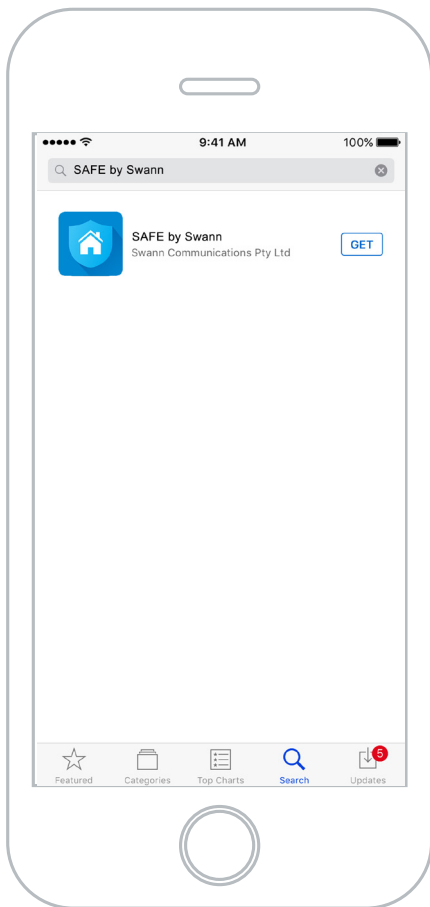 9:41 AM 100%
SAFE by Swann
SAFE by Swann
Swann Communications Pty Ltd
GET
5
Featured Categories Top Charts Search Updates